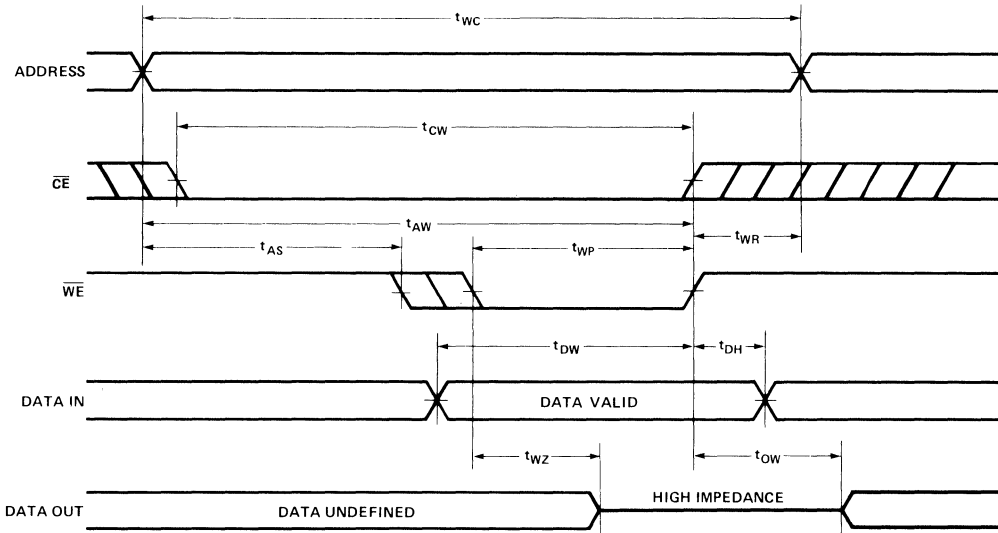 tWC
ADDRESS
tCW
CE
tAW
tAS
tWP
tWR
WE
tDW
tDH
DATA IN
DATA VALID
tWZ
tOW
HIGH IMPEDANCE
DATA OUT
DATA UNDEFINED